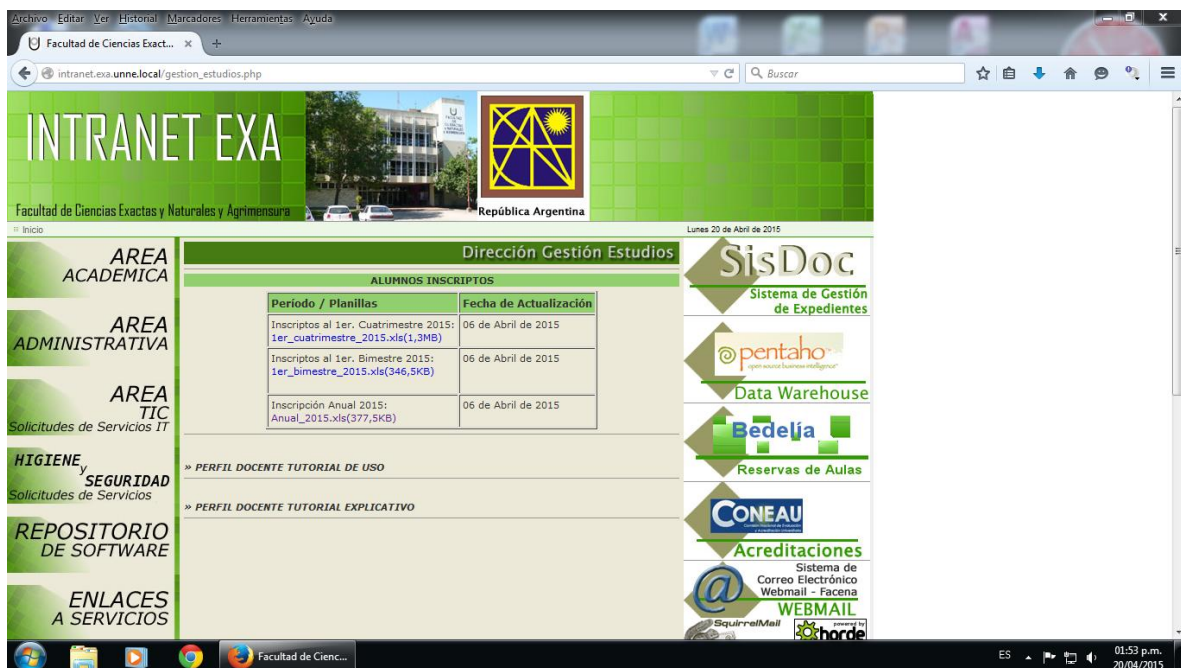 Archivo Editar Ver Historial Marcadores Herramientas Ayuda
Facultad de Ciencias Exact...
intranet.exa.unne.local/gestion_estudios.php
Buscar
INTRANET EXA
Facultad de Ciencias Exactas y Naturales y Agrimensura
República Argentina
Inicio
Lunes 20 de Abril de 2015
AREA
ACADEMICA
AREA
ADMINISTRATIVA
AREA
TIC
Solicitudes de Servicios IT
HIGIENE
y
SEGURIDAD
Solicitudes de Servicios
REPOSITORIO
DE SOFTWARE
ENLACES
A SERVICIOS
Dirección Gestión Estudios
ALUMNOS INSCRIPTOS
Período / Planillas
Fecha de Actualización
Inscriptos al 1er. Cuatrimestre 2015:
1er_cuatrimestre_2015.xls(1,3MB)
06 de Abril de 2015
Inscriptos al 1er. Bimestre 2015:
1er_bimestre_2015.xls(346,5KB)
06 de Abril de 2015
Inscripción Anual 2015:
Anual_2015.xls(377,5KB)
06 de Abril de 2015
» PERFIL DOCENTE TUTORIAL DE USO
» PERFIL DOCENTE TUTORIAL EXPLICATIVO
SisDoc
Sistema de Gestión
de Expedientes
pentaho
open source business intelligence
Data Warehouse
Bedelía
Reservas de Aulas
CONEAU
Acreditaciones
Sistema de
Correo Electrónico
Webmail - Facena
WEBMAIL
SquirrelMail
powered by
horde
Facultad de Cienc...
ES
01:53 p.m.
20/04/2015